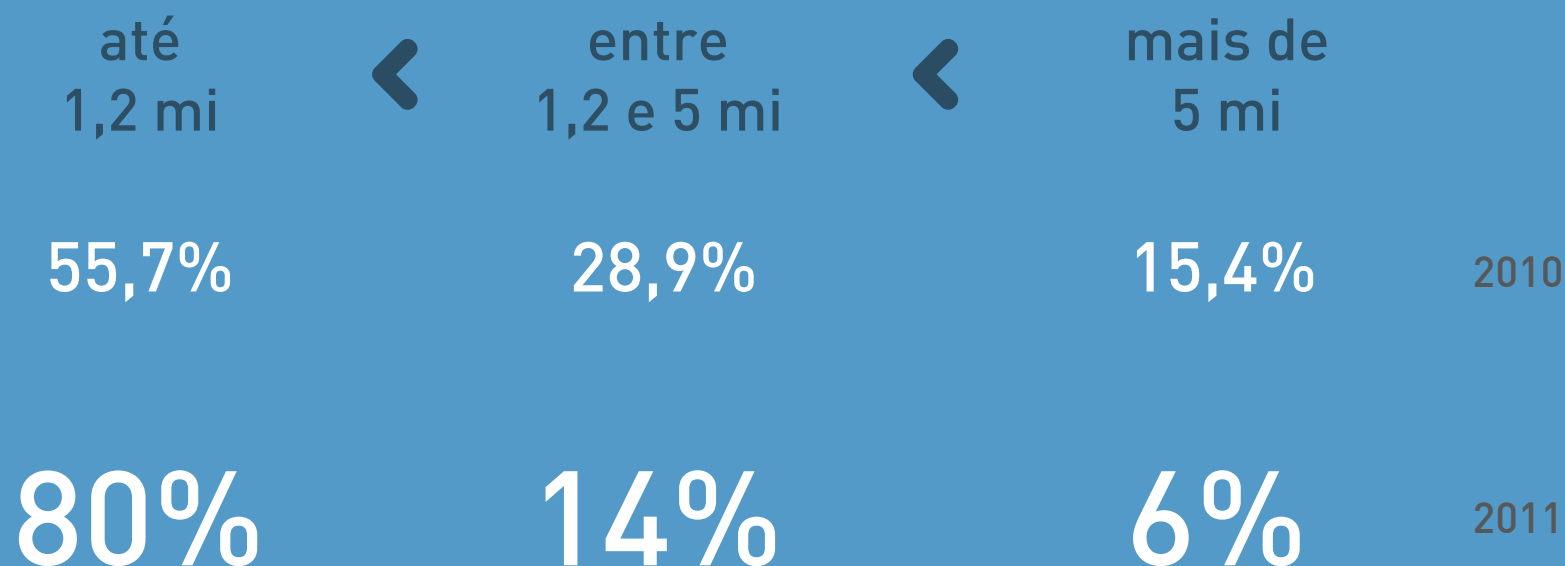 até
1,2 mi
entre
1,2 e 5 mi
mais de
5 mi
55,7% 28,9% 15,4% 2010
80% 14% 6% 2011